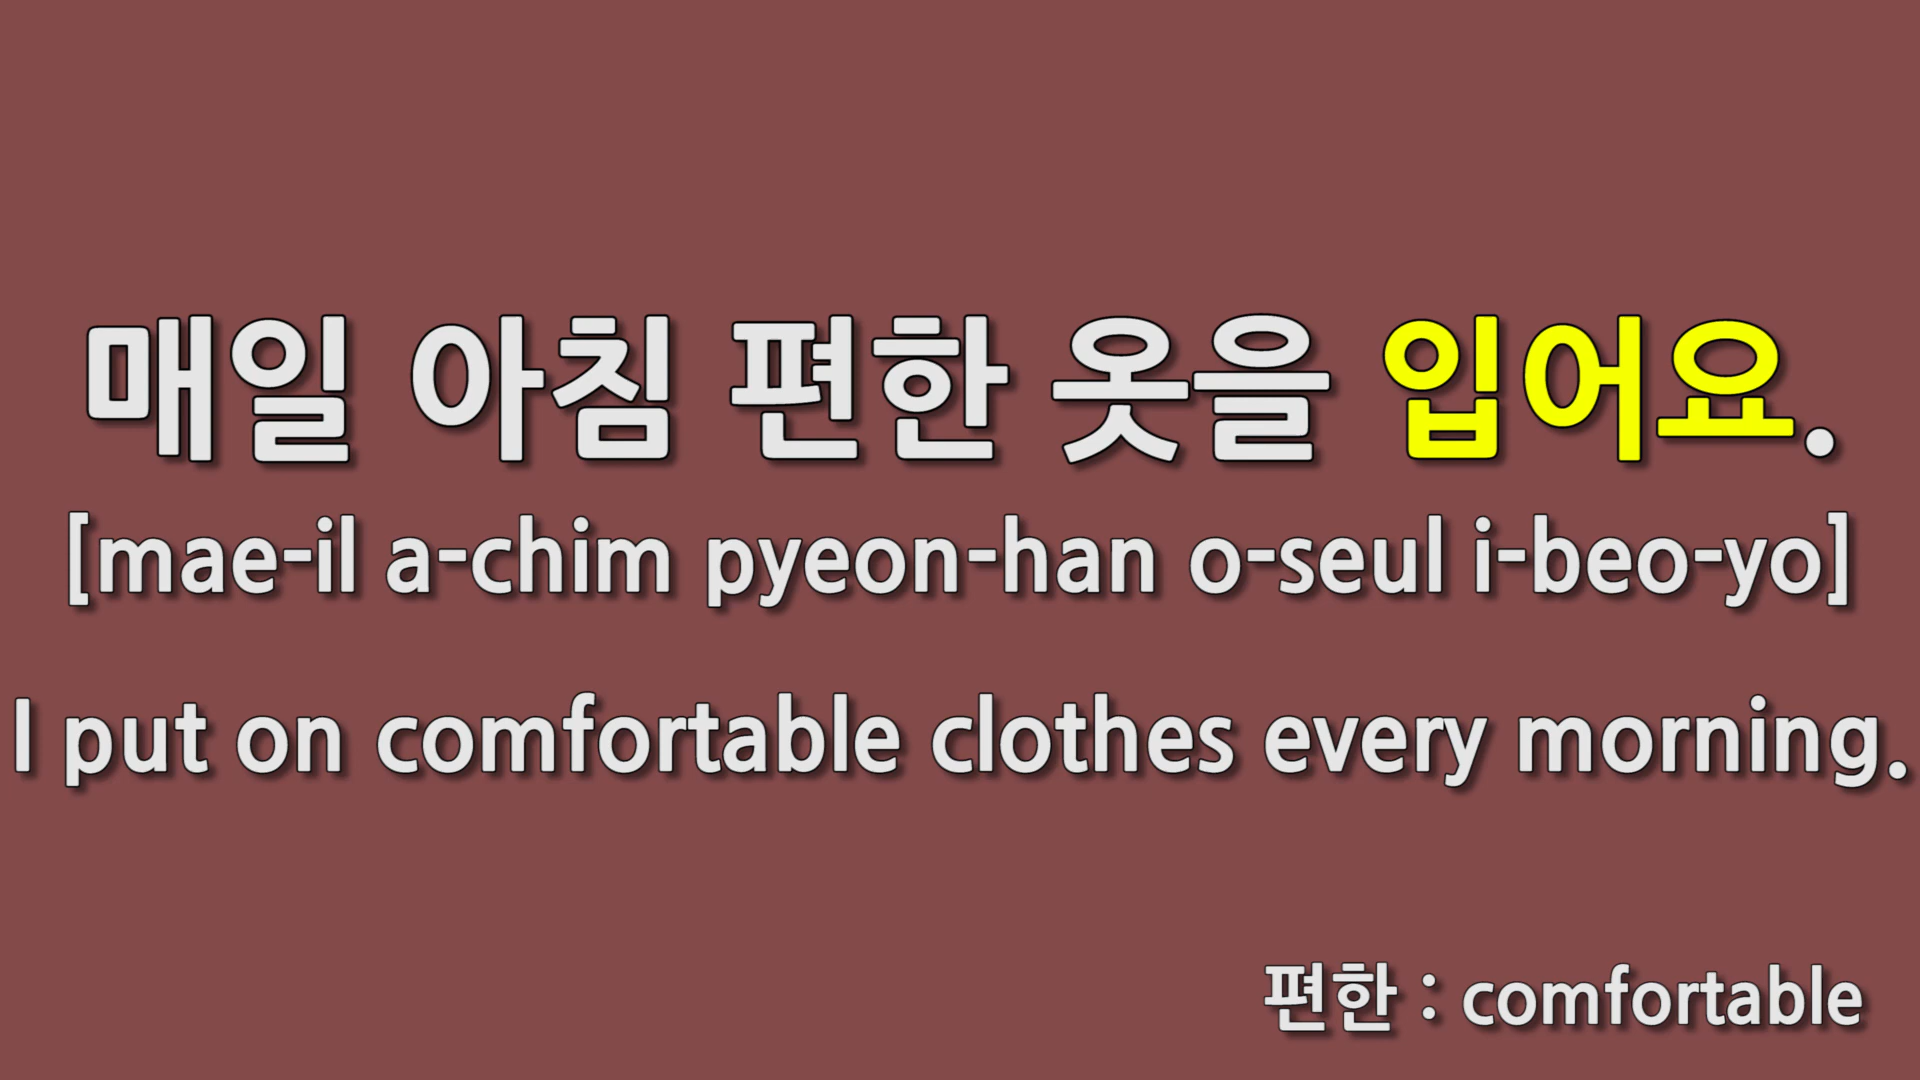 매일 아침 편한 옷을 입어요.
[mae-il a-chim pyeon-han o-seul i-beo-yo]
I put on comfortable clothes every morning.
편한 : comfortable